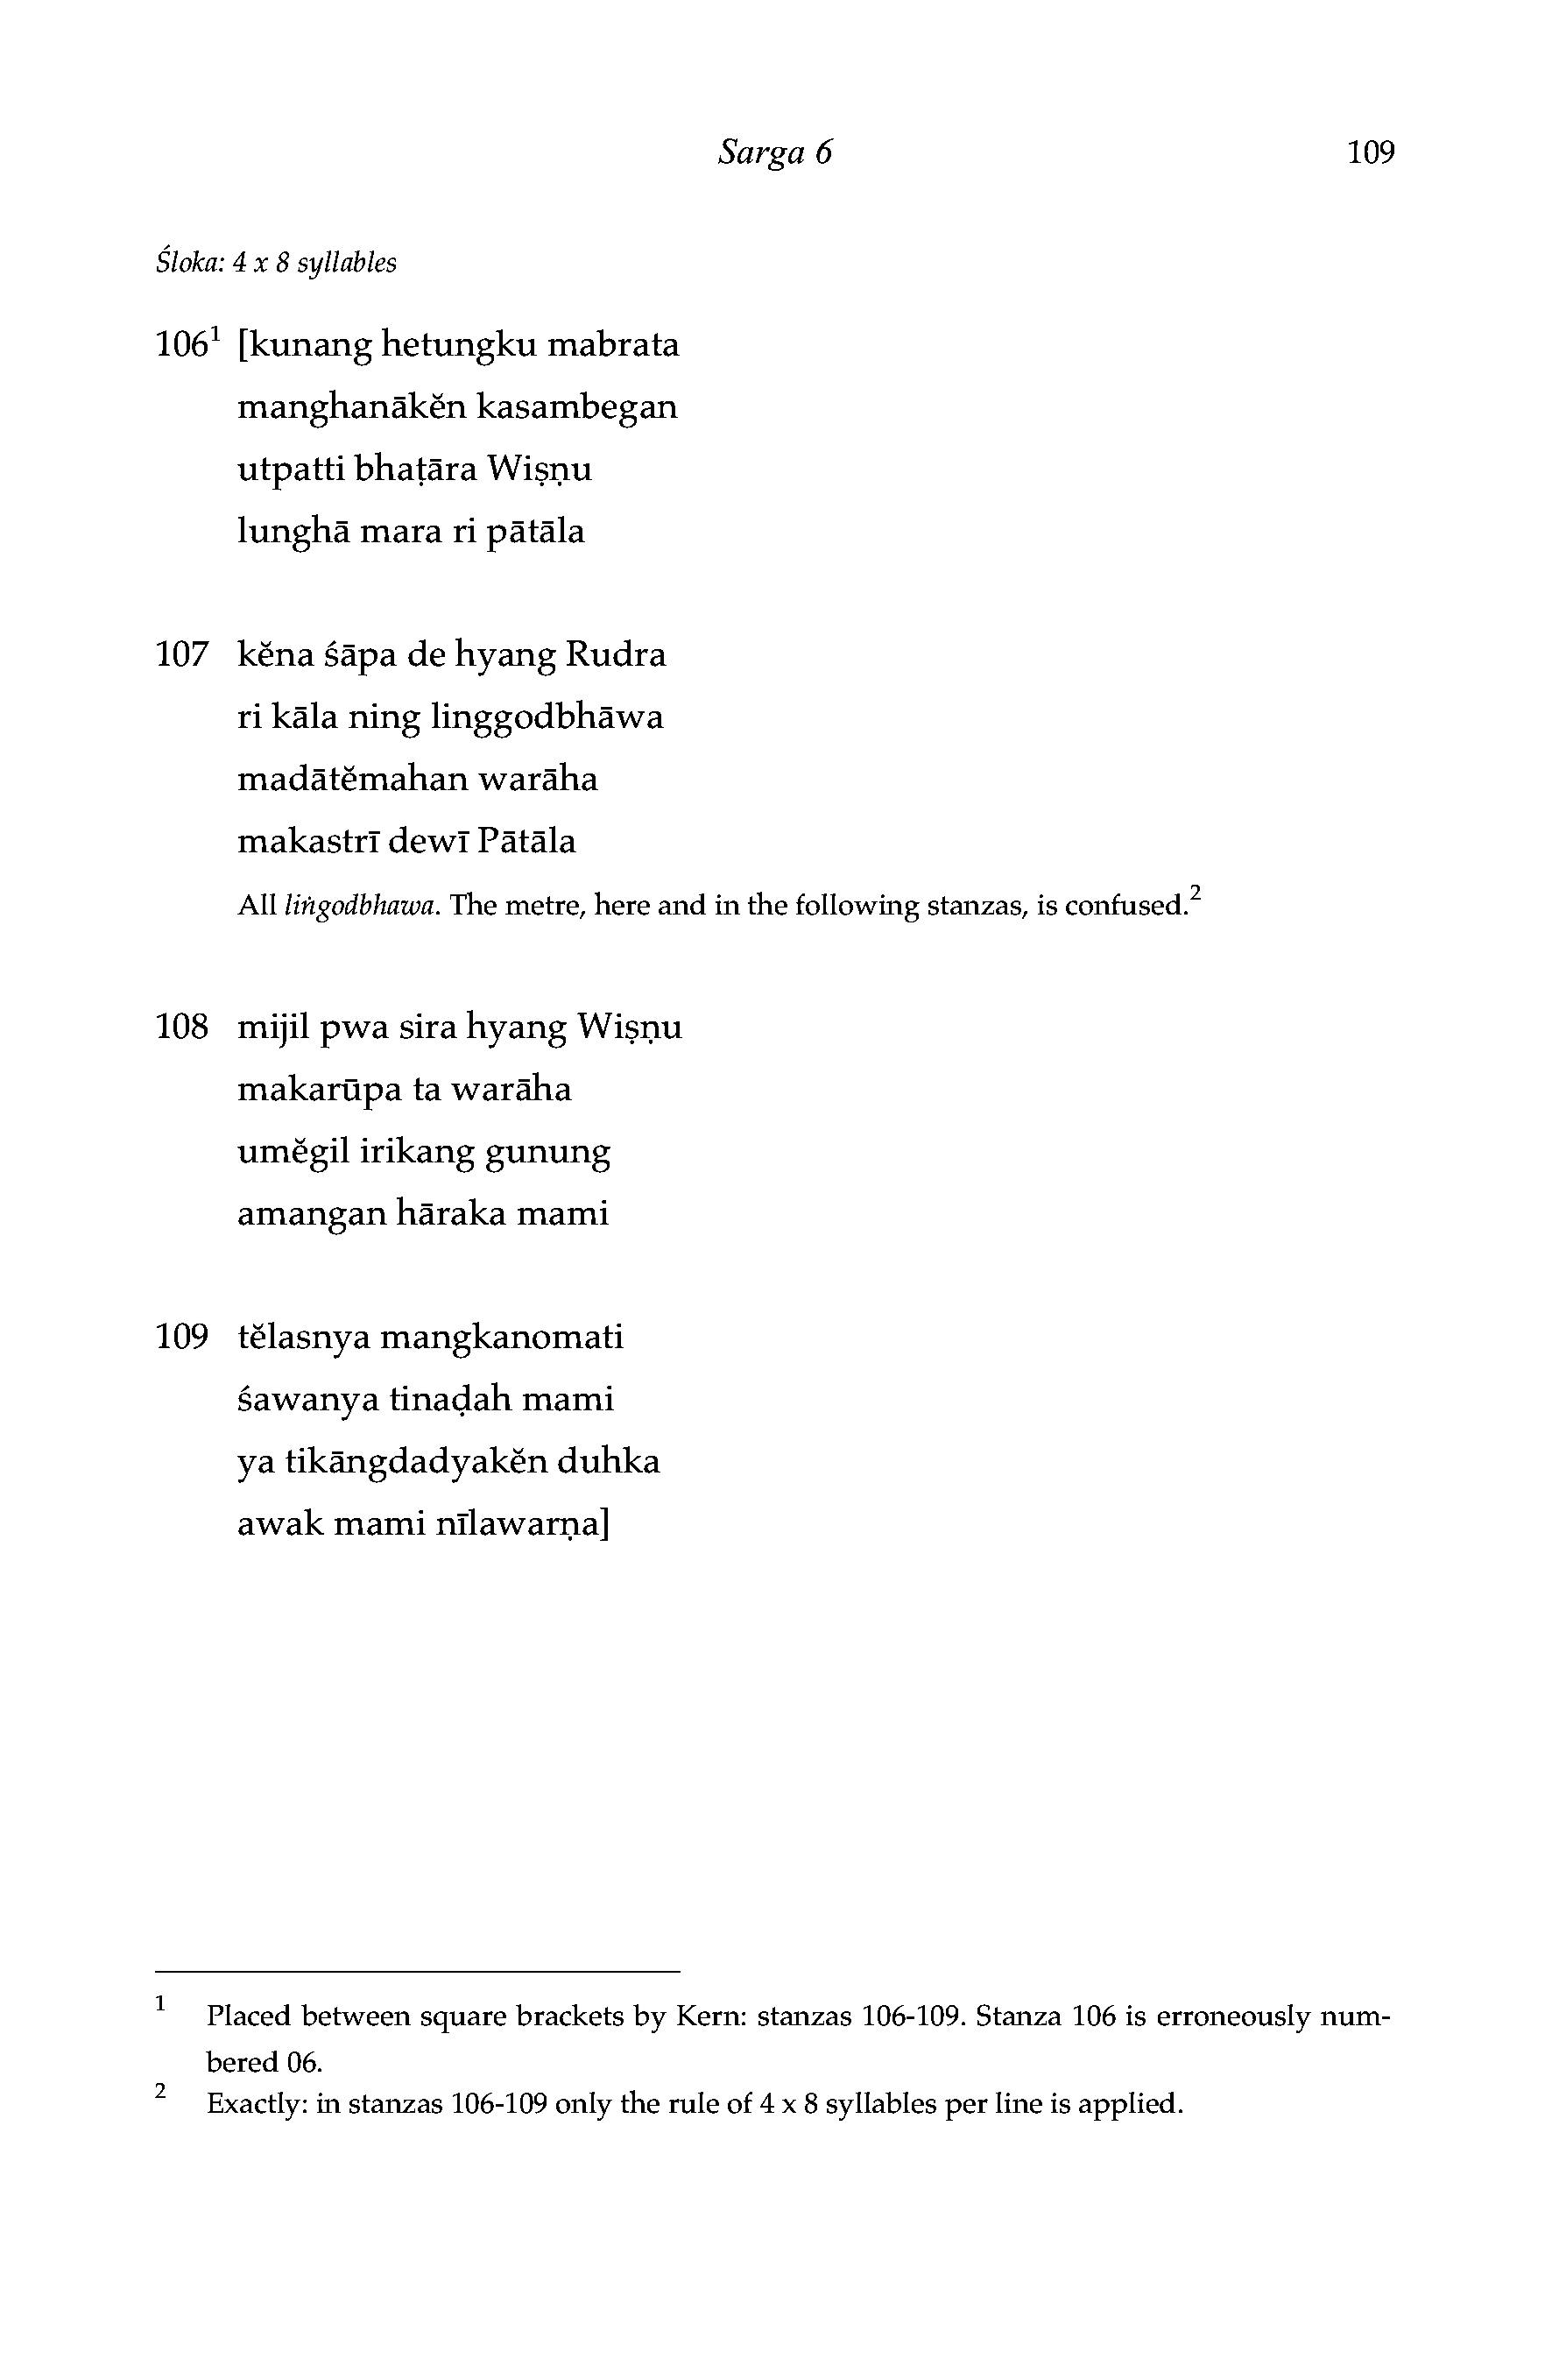 Sarga 6 109
Śloka: 4 x 8 syllables
106¹ [kunang hetungku mabrata
manghanākĕn kasambegan
utpatti bhaṭāra Wiṣṇu
lunghā mara ri pātāla
107 kĕna śāpa de hyang Rudra
ri kāla ning linggodbhāwa
madātĕmahan warāha
makastrī dewī Pātāla
All liṅgodbhawa. The metre, here and in the following stanzas, is confused.²
108 mijil pwa sira hyang Wiṣṇu
makarūpa ta warāha
umĕgil irikang gunung
amangan hāraka mami
109 tĕlasnya mangkanomati
śawanya tinaḍah mami
ya tikāngdadyakĕn duhka
awak mami nīlawarṇa]
1 Placed between square brackets by Kern: stanzas 106-109. Stanza 106 is erroneously num-
bered 06.
2 Exactly: in stanzas 106-109 only the rule of 4 x 8 syllables per line is applied.